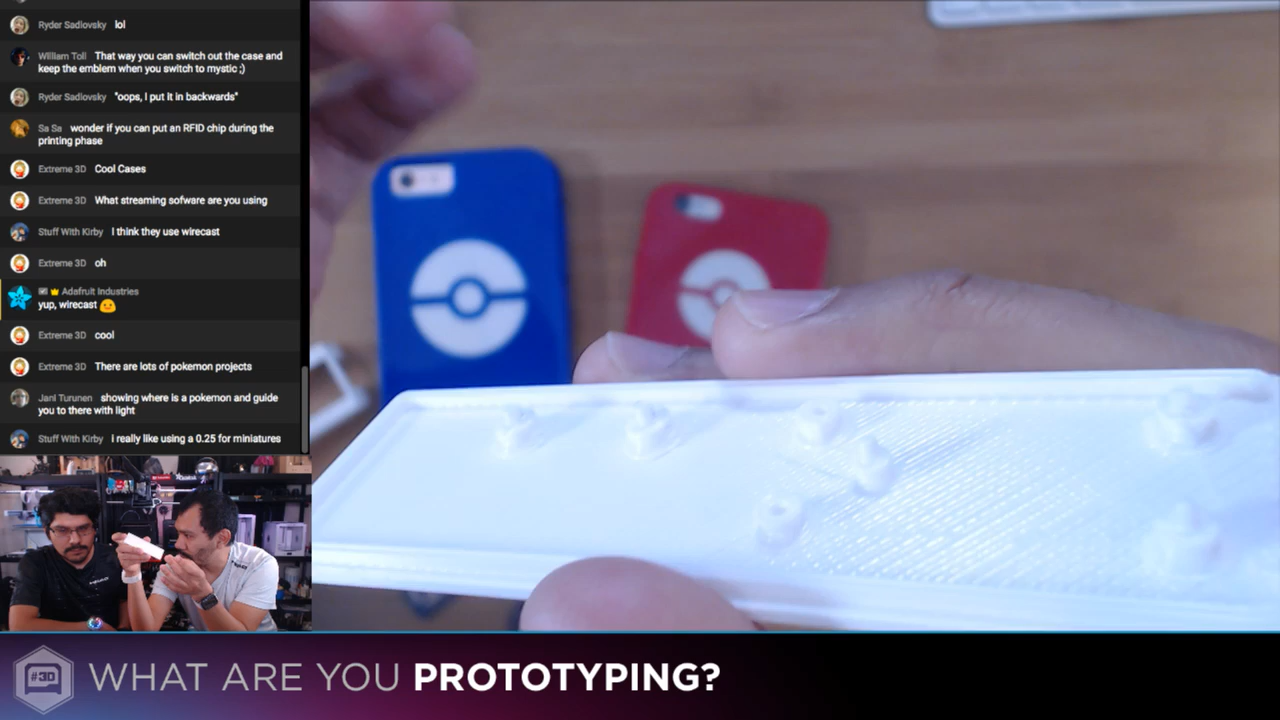 Ryder Sadlovsky lol
William Toll That way you can switch out the case and
keep the emblem when you switch to mystic ;)
Ryder Sadlovsky "oops, I put it in backwards"
Sa Sa wonder if you can put an RFID chip during the
printing phase
Extreme 3D Cool Cases
Extreme 3D What streaming sofware are you using
Stuff With Kirby I think they use wirecast
Extreme 3D oh
Adafruit Industries
yup, wirecast
Extreme 3D cool
Extreme 3D There are lots of pokemon projects
Jani Turunen showing where is a pokemon and guide
you to there with light
Stuff With Kirby i really like using a 0.25 for miniatures
#3D
WHAT ARE YOU PROTOTYPING?